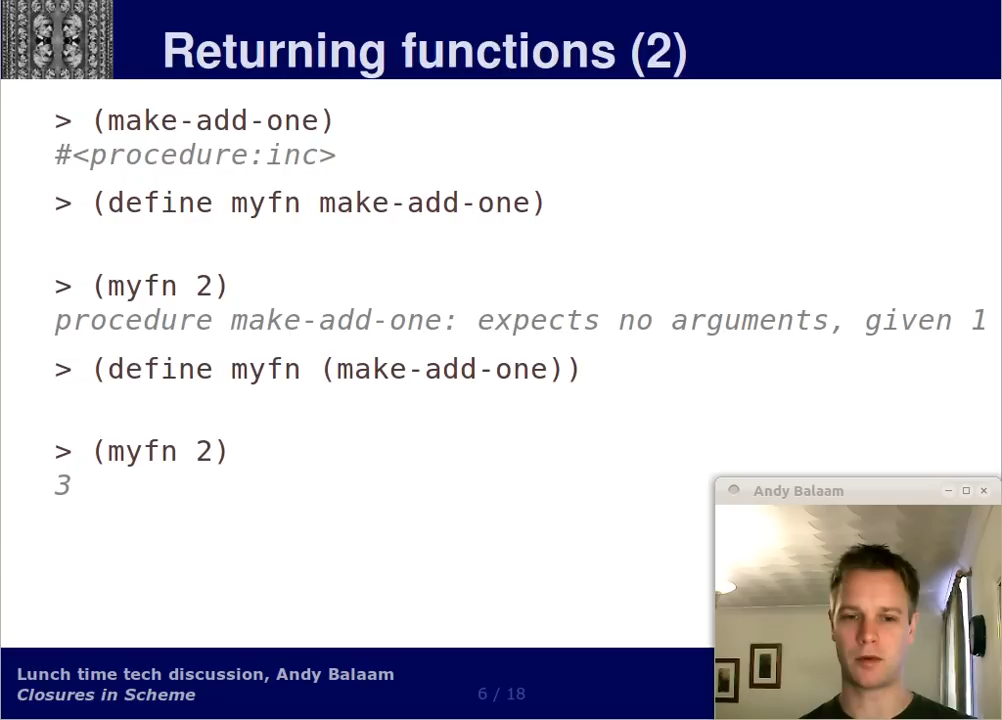 Returning functions (2)
> (make-add-one)
#<procedure:inc>
> (define myfn make-add-one)
> (myfn 2)
procedure make-add-one: expects no arguments, given 1
> (define myfn (make-add-one))
> (myfn 2)
3
Andy Balaam
Lunch time tech discussion, Andy Balaam
Closures in Scheme
6 / 18